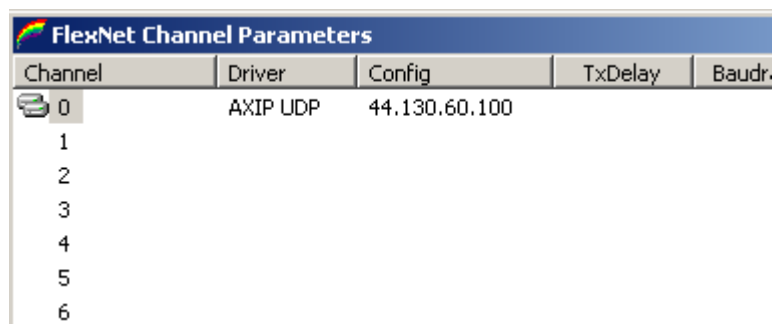 FlexNet Channel Parameters
Channel Driver Config TxDelay Baudr
0 AXIP UDP 44.130.60.100
1
2
3
4
5
6